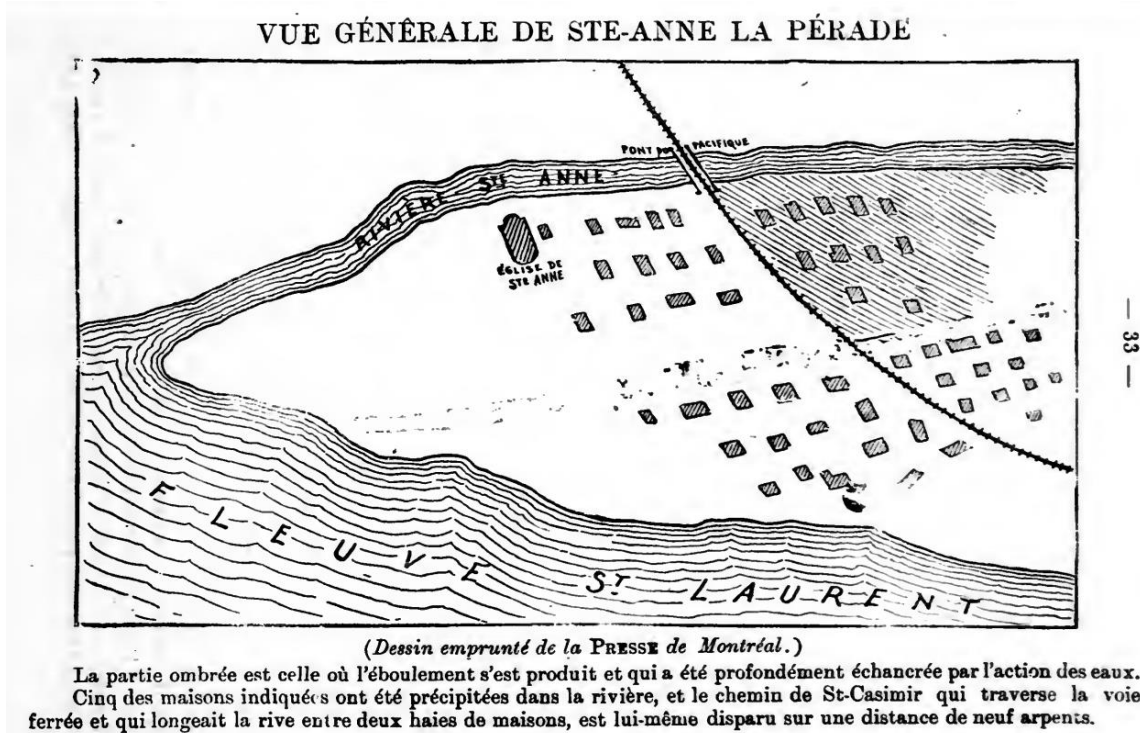 VUE GÉNÊRALE DE STE-ANNE LA PÉRADE
PONT DU PACIFIQUE
RIVIÈRE STE ANNE
ÉGLISE DE
STE ANNE
— 33 —
FLEUVE ST LAURENT
(Dessin emprunté de la PRESSE de Montréal.)
La partie ombrée est celle où l'éboulement s'est produit et qui a été profondément échancrée par l'action des eaux.
Cinq des maisons indiqués ont été précipitées dans la rivière, et le chemin de St-Casimir qui traverse la voie
ferrée et qui longeait la rive entre deux haies de maisons, est lui-même disparu sur une distance de neuf arpents.